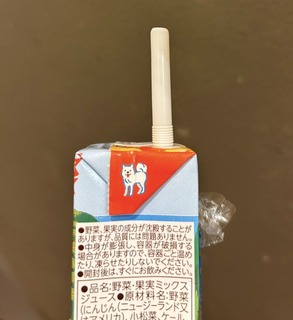 ●野菜、果実の成分が沈殿することが
ありますが、品質には問題ありません。
●中身が膨張し、容器が破損する
場合がありますので、容器ごと温め
たり、凍らせたりしないでください。
●開封後は、すぐにお飲みください。
●品名：野菜・果実ミックス
ジュース●原材料名：野菜
（にんじん（ニュージーランド又
はアメリカ）、小松菜、ケール